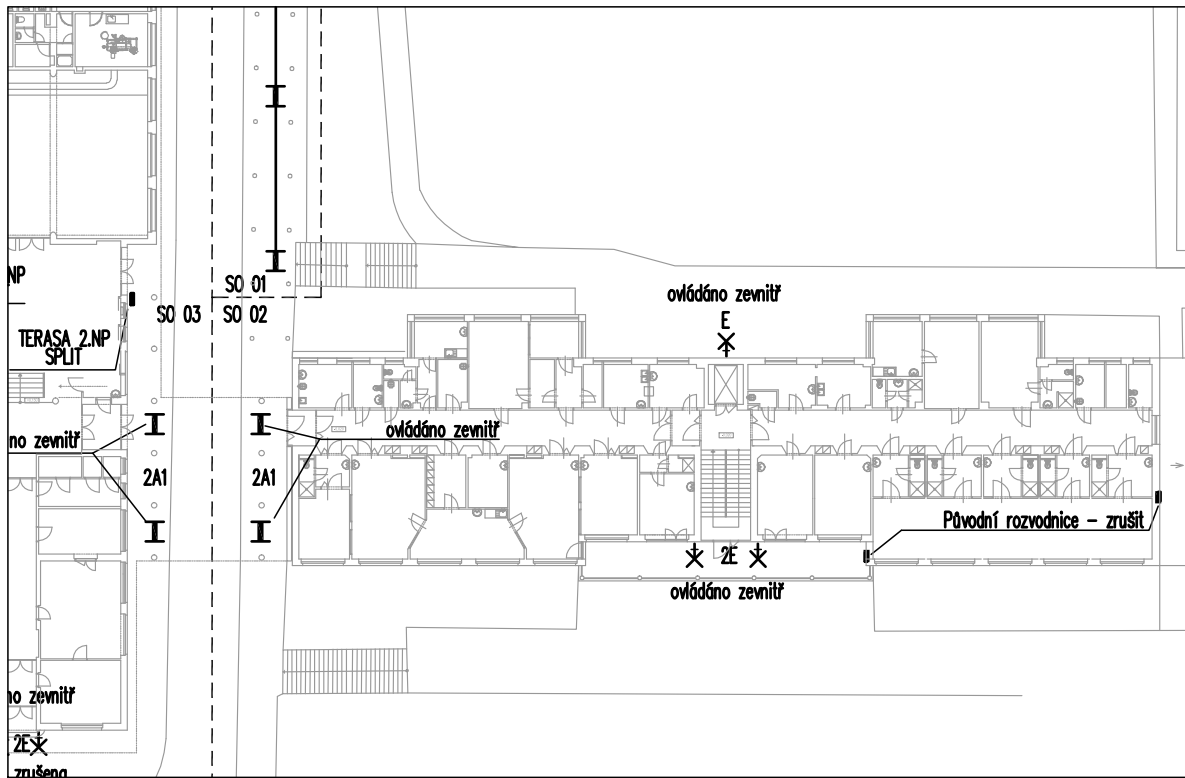 NP
SO 01
SO 03
SO 02
TERASA 2.NP
SPLIT
ovládáno zevnitř
E
no zevnitř
ovládáno zevnitř
2A1
2A1
Původní rozvodnice – zrušit
2E
ovládáno zevnitř
no zevnitř
2E
zrušena